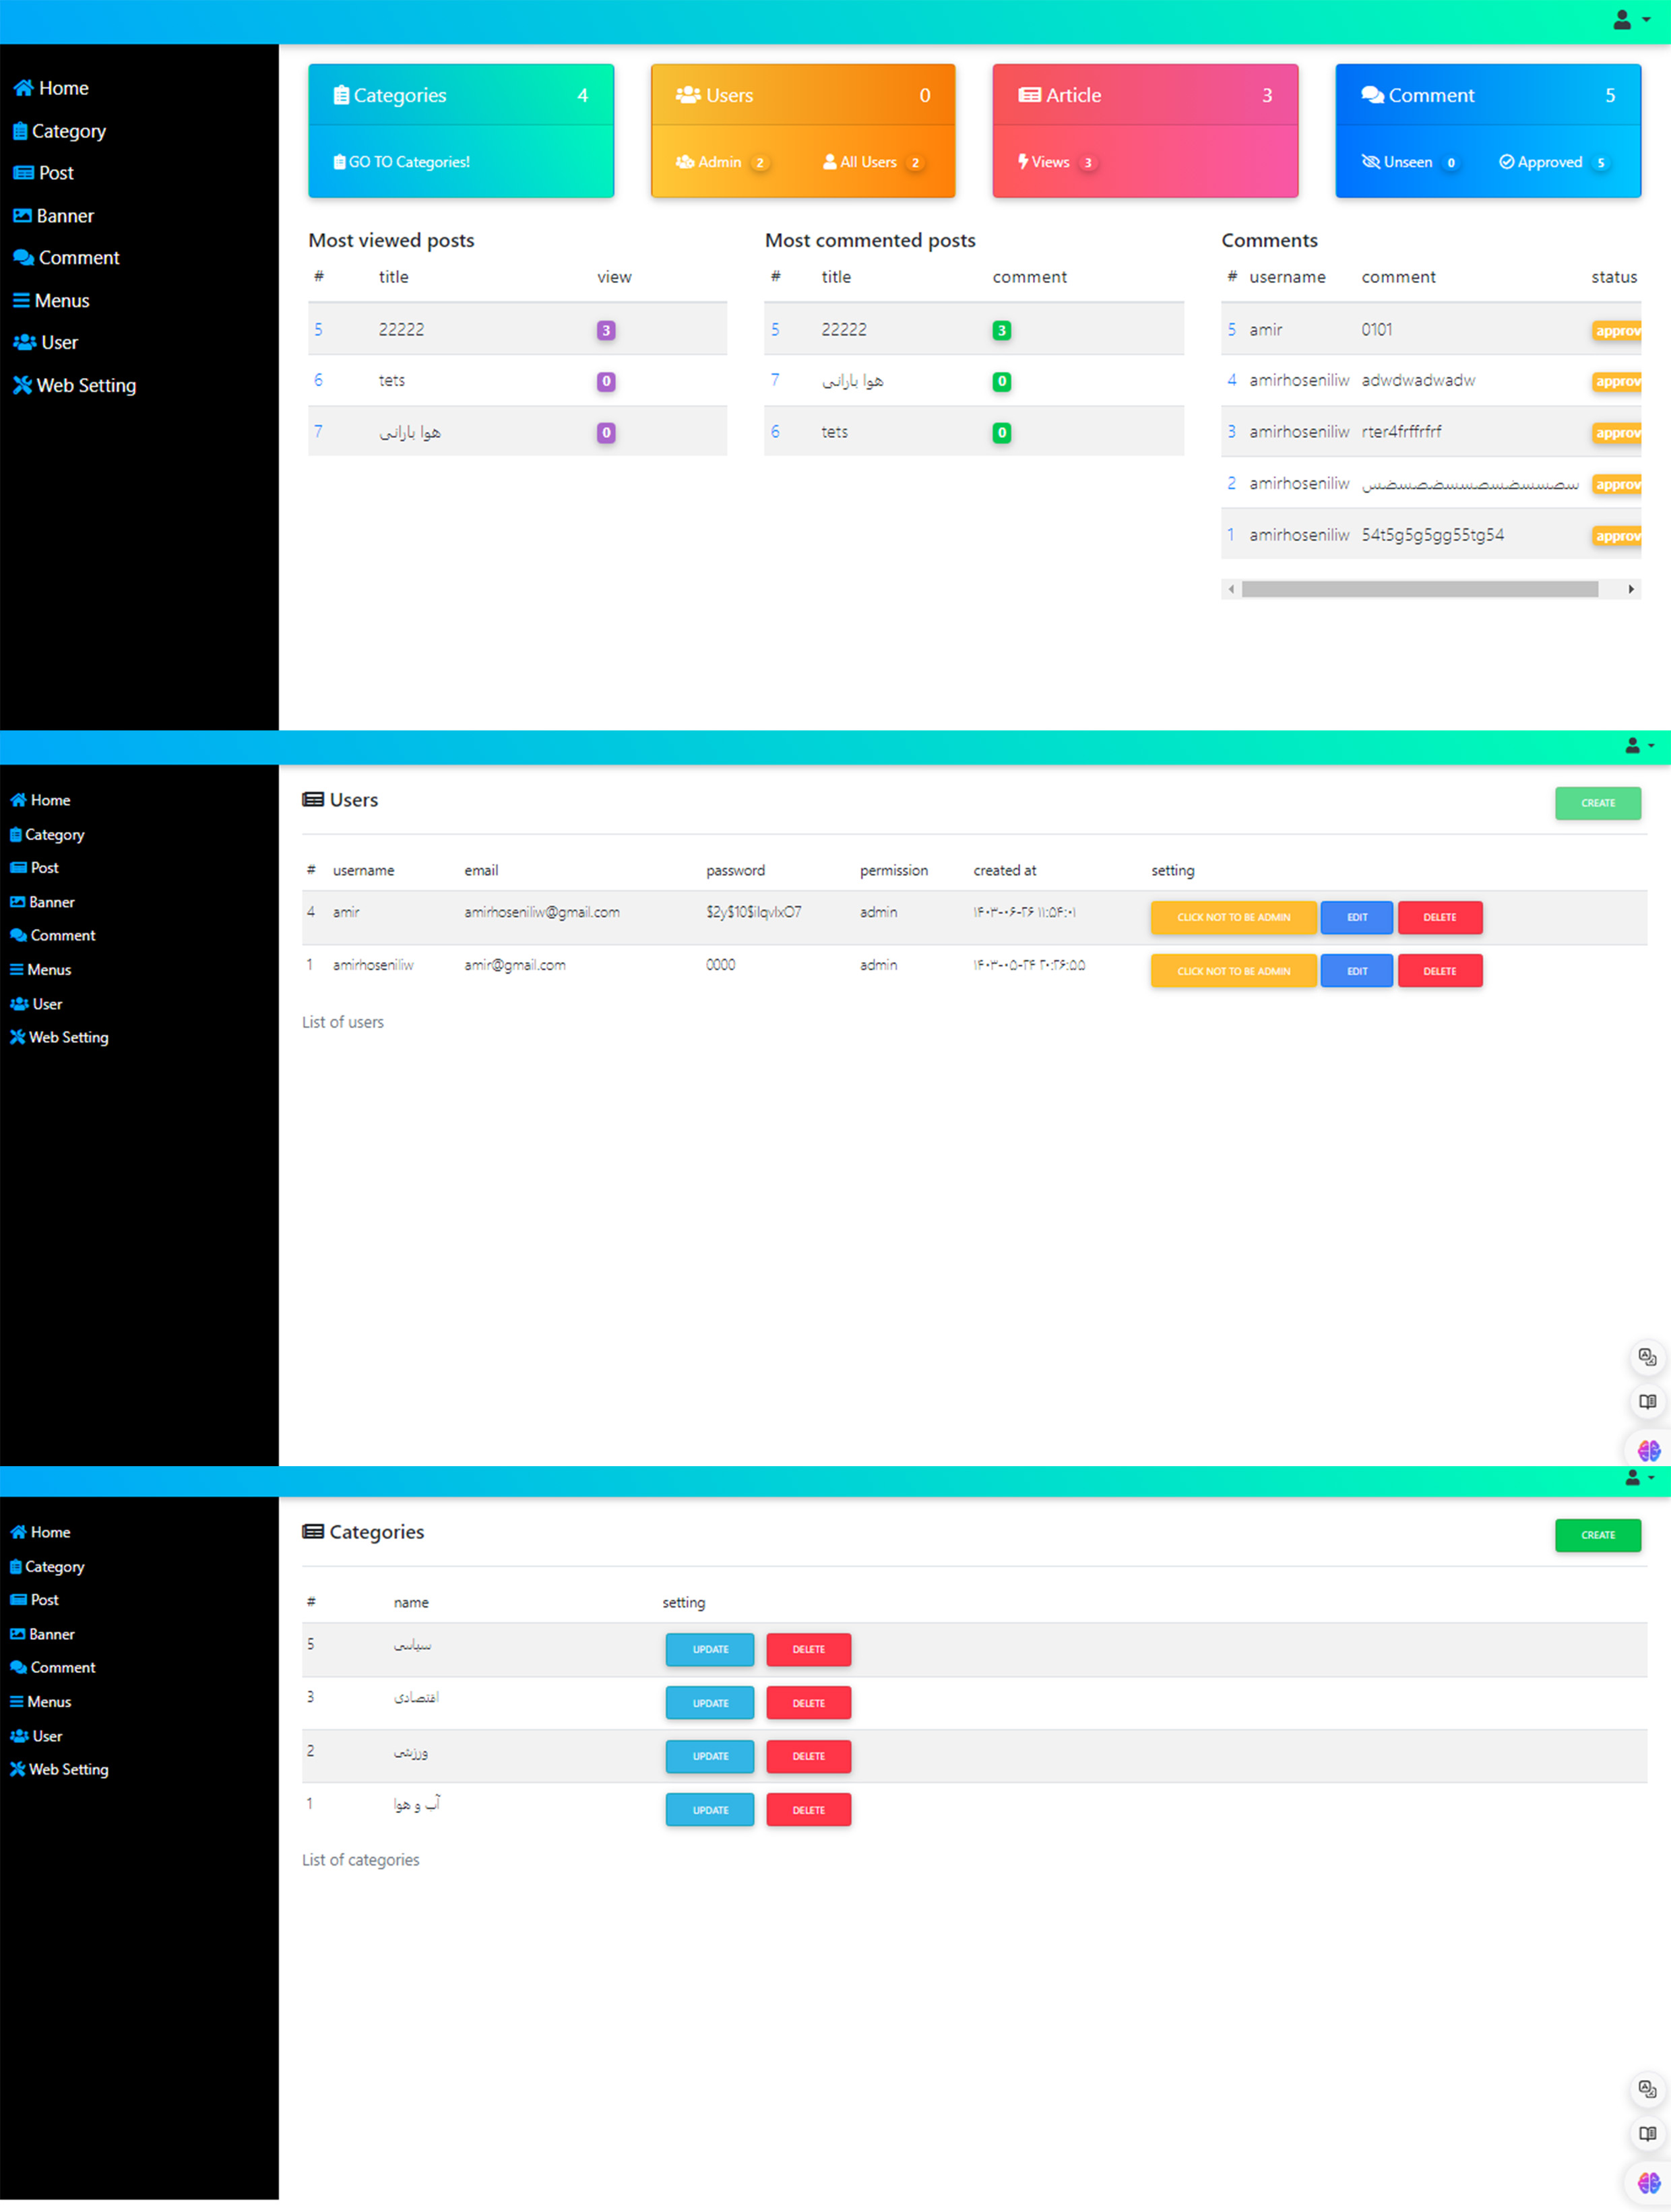 Home
Category
Post
Banner
Comment
Menus
User
Web Setting
Categories 4
GO TO Categories!
Users 0
Admin 2 All Users 2
Article 3
Views 3
Comment 5
Unseen 0 Approved 5
Most viewed posts
# title view
5 22222 3
6 tets 0
7 هوا بارانی 0
Most commented posts
# title comment
5 22222 3
7 هوا بارانی 0
6 tets 0
Comments
# username comment status
5 amir 0101 approv
4 amirhoseniliw adwdwadwadw approv
3 amirhoseniliw rter4frffrfrf approv
2 amirhoseniliw approv
1 amirhoseniliw 54t5g5g5gg55tg54 approv
Home
Category
Post
Banner
Comment
Menus
User
Web Setting
Users
CREATE
# username email password permission created at setting
4 amir amirhoseniliw@gmail.com $2y$10$iIqvlxO7 admin ۱۴۰۳-۰۶-۲۶ ۱۱:۵۴:۰۱ CLICK NOT TO BE ADMIN EDIT DELETE
1 amirhoseniliw amir@gmail.com 0000 admin ۱۴۰۳-۰۵-۲۴ ۲۰:۲۶:۵۵ CLICK NOT TO BE ADMIN EDIT DELETE
List of users
Home
Category
Post
Banner
Comment
Menus
User
Web Setting
Categories
CREATE
# name setting
5 سیاسی UPDATE DELETE
3 اقتصادی UPDATE DELETE
2 ورزشی UPDATE DELETE
1 آب و هوا UPDATE DELETE
List of categories